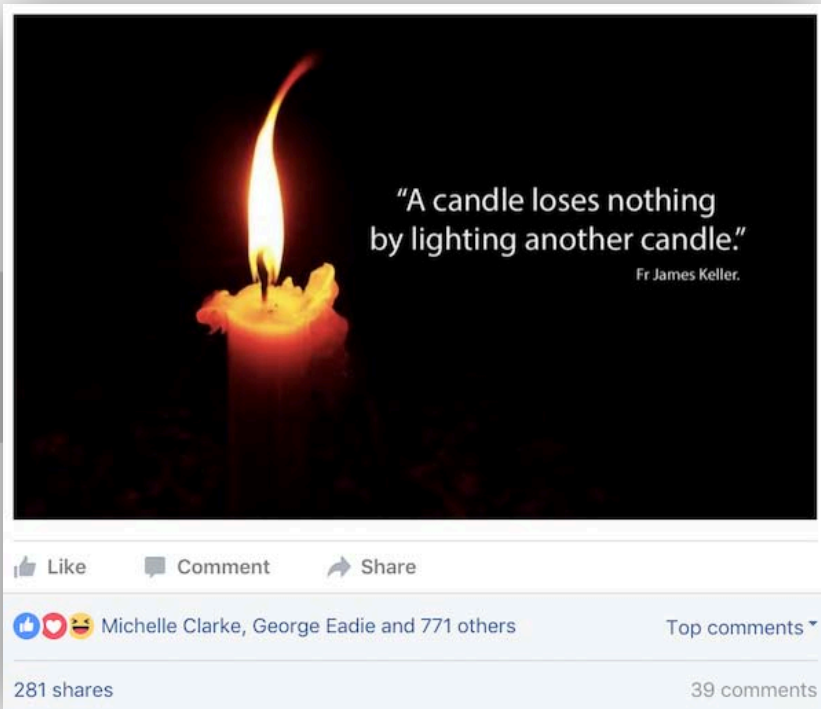 “A candle loses nothing
by lighting another candle.”
Fr James Keller.
Like Comment Share
Michelle Clarke, George Eadie and 771 others Top comments
281 shares 39 comments